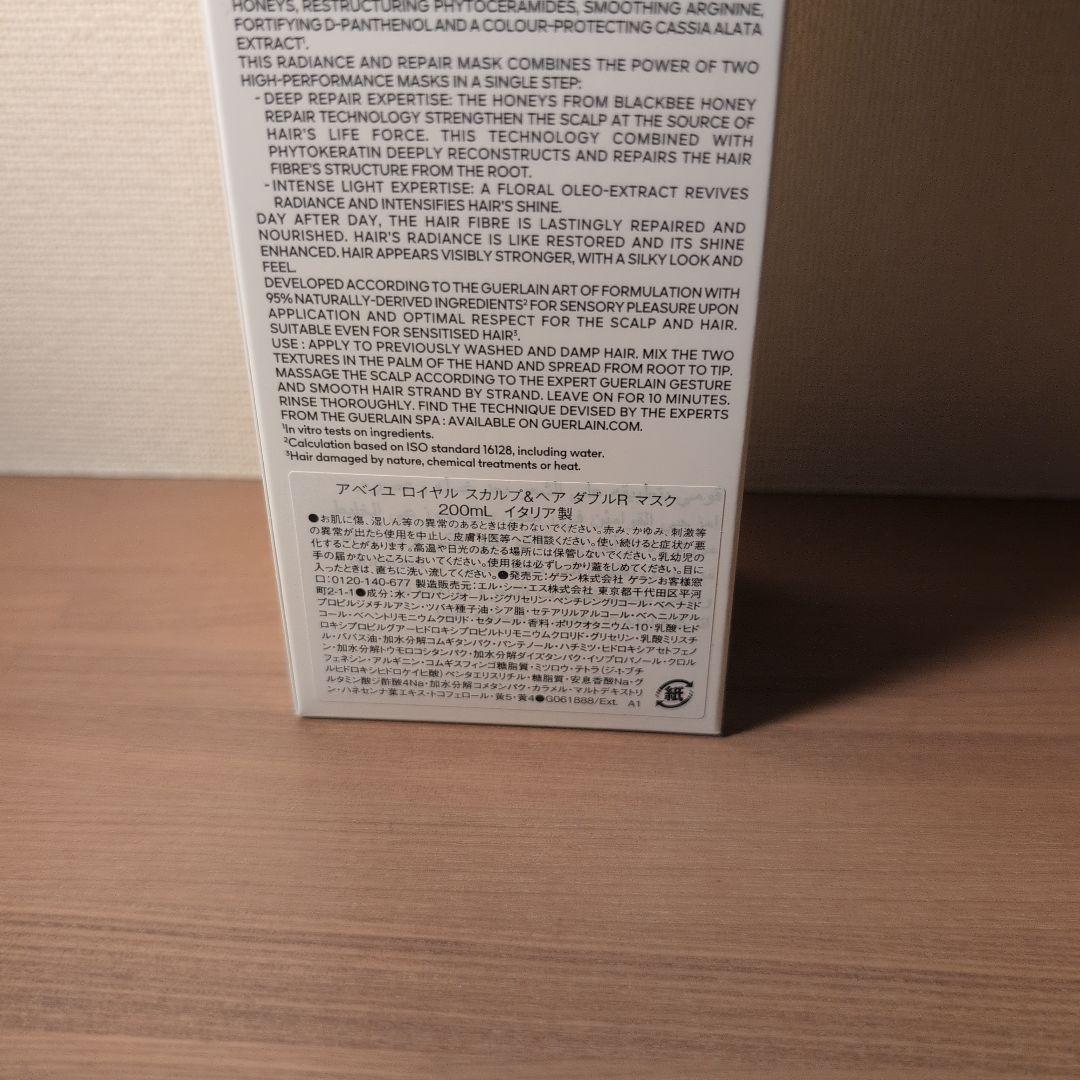 HONEYS, RESTRUCTURING PHYTOCERAMIDES, SMOOTHING ARGININE,
FORTIFYING D-PANTHENOL AND A COLOUR-PROTECTING CASSIA ALATA
EXTRACT¹.
THIS RADIANCE AND REPAIR MASK COMBINES THE POWER OF TWO
HIGH-PERFORMANCE MASKS IN A SINGLE STEP:
- DEEP REPAIR EXPERTISE: THE HONEYS FROM BLACKBEE HONEY
REPAIR TECHNOLOGY STRENGTHEN THE SCALP AT THE SOURCE OF
HAIR'S LIFE FORCE. THIS TECHNOLOGY COMBINED WITH
PHYTOKERATIN DEEPLY RECONSTRUCTS AND REPAIRS THE HAIR
FIBRE'S STRUCTURE FROM THE ROOT.
- INTENSE LIGHT EXPERTISE: A FLORAL OLEO-EXTRACT REVIVES
RADIANCE AND INTENSIFIES HAIR'S SHINE.
DAY AFTER DAY, THE HAIR FIBRE IS LASTINGLY REPAIRED AND
NOURISHED. HAIR'S RADIANCE IS LIKE RESTORED AND ITS SHINE
ENHANCED. HAIR APPEARS VISIBLY STRONGER, WITH A SILKY LOOK AND
FEEL.
DEVELOPED ACCORDING TO THE GUERLAIN ART OF FORMULATION WITH
95% NATURALLY-DERIVED INGREDIENTS² FOR SENSORY PLEASURE UPON
APPLICATION AND OPTIMAL RESPECT FOR THE SCALP AND HAIR.
SUITABLE EVEN FOR SENSITISED HAIR³.
USE : APPLY TO PREVIOUSLY WASHED AND DAMP HAIR. MIX THE TWO
TEXTURES IN THE PALM OF THE HAND AND SPREAD FROM ROOT TO TIP.
MASSAGE THE SCALP ACCORDING TO THE EXPERT GUERLAIN GESTURE
AND SMOOTH HAIR STRAND BY STRAND. LEAVE ON FOR 10 MINUTES.
RINSE THOROUGHLY. FIND THE TECHNIQUE DEVISED BY THE EXPERTS
FROM THE GUERLAIN SPA : AVAILABLE ON GUERLAIN.COM.
¹In vitro tests on ingredients.
²Calculation based on ISO standard 16128, including water.
³Hair damaged by nature, chemical treatments or heat.
アベイユ ロイヤル スカルプ&ヘア ダブルR マスク
200mL イタリア製
●お肌に傷、湿しん等の異常のあるときは使わないでください。赤み、かゆみ、刺激等
の異常が出たら使用を中止し、皮膚科医等へご相談ください。使い続けると症状が悪
化することがあります。高温や日光のあたる場所には保管しないでください。乳幼児の
手の届かないところにおいてください。使用後は必ずしっかり蓋をしめてください。目に
入ったときは、直ちに洗い流してください。●発売元:ゲラン株式会社 ゲランお客様窓
口:0120-140-677 製造販売元:エル・シー・エス株式会社 東京都千代田区平河
町2-1-1●成分:水・プロパンジオール・ジグリセリン・ペンチレングリコール・ベヘナミド
プロピルジメチルアミン・ツバキ種子油・シア脂・セテアリルアルコール・ベヘニルアル
コール・ベヘントリモニウムクロリド・セタノール・香料・ポリクオタニウム-10・乳酸・ヒド
ロキシプロピルグアーヒドロキシプロピルトリモニウムクロリド・グリセリン・乳酸ミリスチ
ル・ババス油・加水分解コムギタンパク・パンテノール・ハチミツ・ヒドロキシアセトフェノ
ン・加水分解トウモロコシタンパク・加水分解ダイズタンパク・イソプロパノール・クロル
フェネシン・アルギニン・コムギスフィンゴ糖脂質・ミツロウ・テトラ(ジ-t-ブチ
ルヒドロキシヒドロケイヒ酸)ペンタエリスリチル・糖脂質・安息香酸Na・グ
ルタミン酸ジ酢酸4Na・加水分解コメタンパク・カラメル・マルトデキストリ
ン・ハネセンナ葉エキス・トコフェロール・黄5・黄4●G061888/Ext. A1
紙